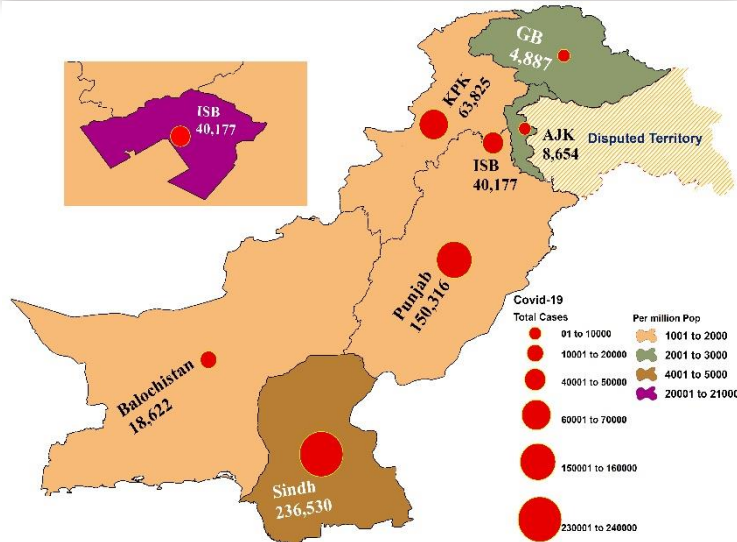 GB
4,887
ISB
40,177
KPK
63,825
AJK
8,654
Disputed Territory
ISB
40,177
Punjab
150,316
Balochistan
18,622
Sindh
236,530
Covid-19
Total Cases
01 to 10000
10001 to 20000
40001 to 50000
60001 to 70000
150001 to 160000
230001 to 240000
Per million Pop
1001 to 2000
2001 to 3000
4001 to 5000
20001 to 21000